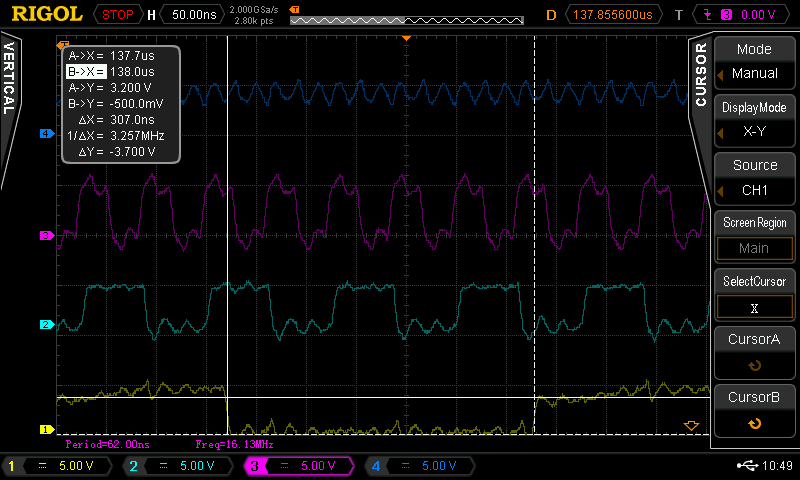 RIGOL STOP H 50.00ns 2.000GSa/s 2.80k pts T D 137.855600us T 3 0.00 V
VERTICAL
T
A->X = 137.7us
B->X = 138.0us
A->Y = 3.200 V
B->Y = -500.0mV
ΔX = 307.0ns
1/ΔX = 3.257MHz
ΔY = -3.700 V
4
3
2
1
Period=62.00ns Freq=16.13MHz
CURSOR
Mode
Manual
DisplayMode
X-Y
Source
CH1
Screen Region
Main
SelectCursor
X
CursorA
CursorB
1 = 5.00 V 2 = 5.00 V 3 = 5.00 V 4 = 5.00 V 10:49